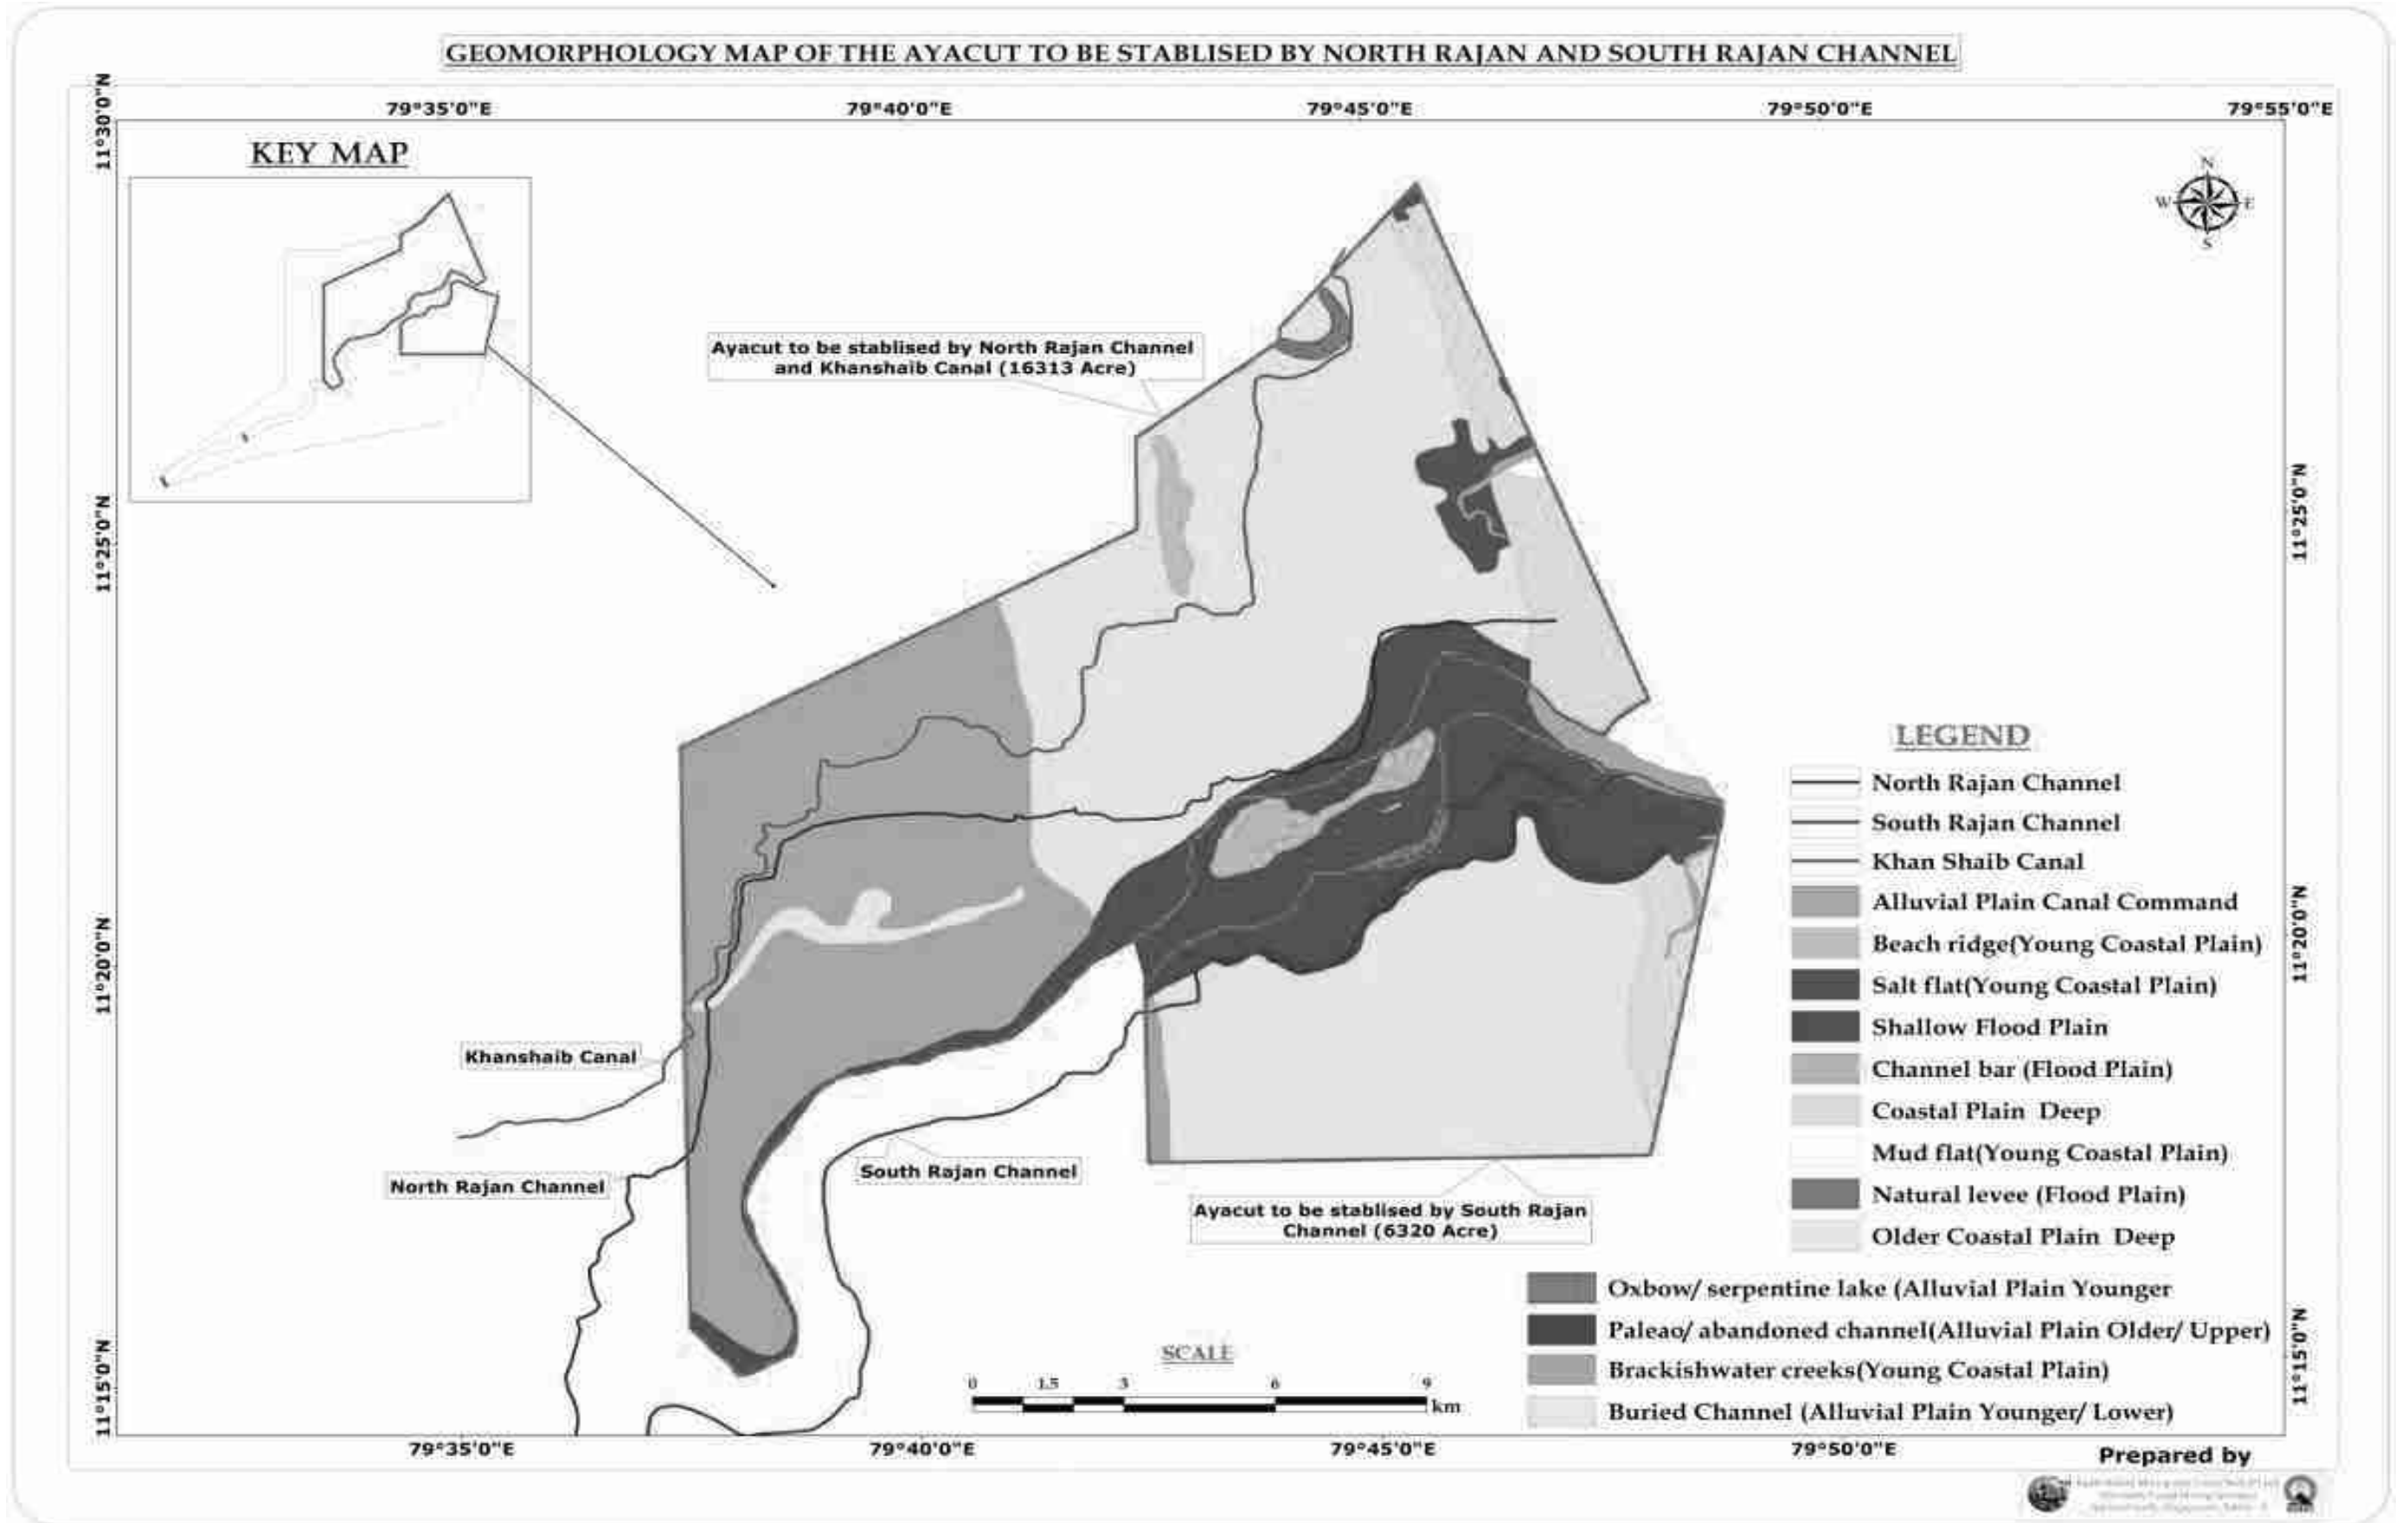 GEOMORPHOLOGY MAP OF THE AYACUT TO BE STABLISED BY NORTH RAJAN AND SOUTH RAJAN CHANNEL
79°35'0"E
79°40'0"E
79°45'0"E
79°50'0"E
79°55'0"E
11°30'0"N
KEY MAP
N
W
E
S
Ayacut to be stablised by North Rajan Channel
and Khanshaib Canal (16313 Acre)
11°25'0"N
11°25'0"N
LEGEND
North Rajan Channel
South Rajan Channel
Khan Shaib Canal
Alluvial Plain Canal Command
Beach ridge(Young Coastal Plain)
Salt flat(Young Coastal Plain)
Shallow Flood Plain
Channel bar (Flood Plain)
Coastal Plain Deep
Mud flat(Young Coastal Plain)
Natural levee (Flood Plain)
Older Coastal Plain Deep
Oxbow/ serpentine lake (Alluvial Plain Younger
Paleao/ abandoned channel(Alluvial Plain Older/ Upper)
Brackishwater creeks(Young Coastal Plain)
Buried Channel (Alluvial Plain Younger/ Lower)
11°20'0"N
11°20'0"N
Khanshaib Canal
North Rajan Channel
South Rajan Channel
Ayacut to be stablised by South Rajan
Channel (6320 Acre)
11°15'0"N
11°15'0"N
SCALE
0 1.5 3 6 9
km
79°35'0"E
79°40'0"E
79°45'0"E
79°50'0"E
Prepared by